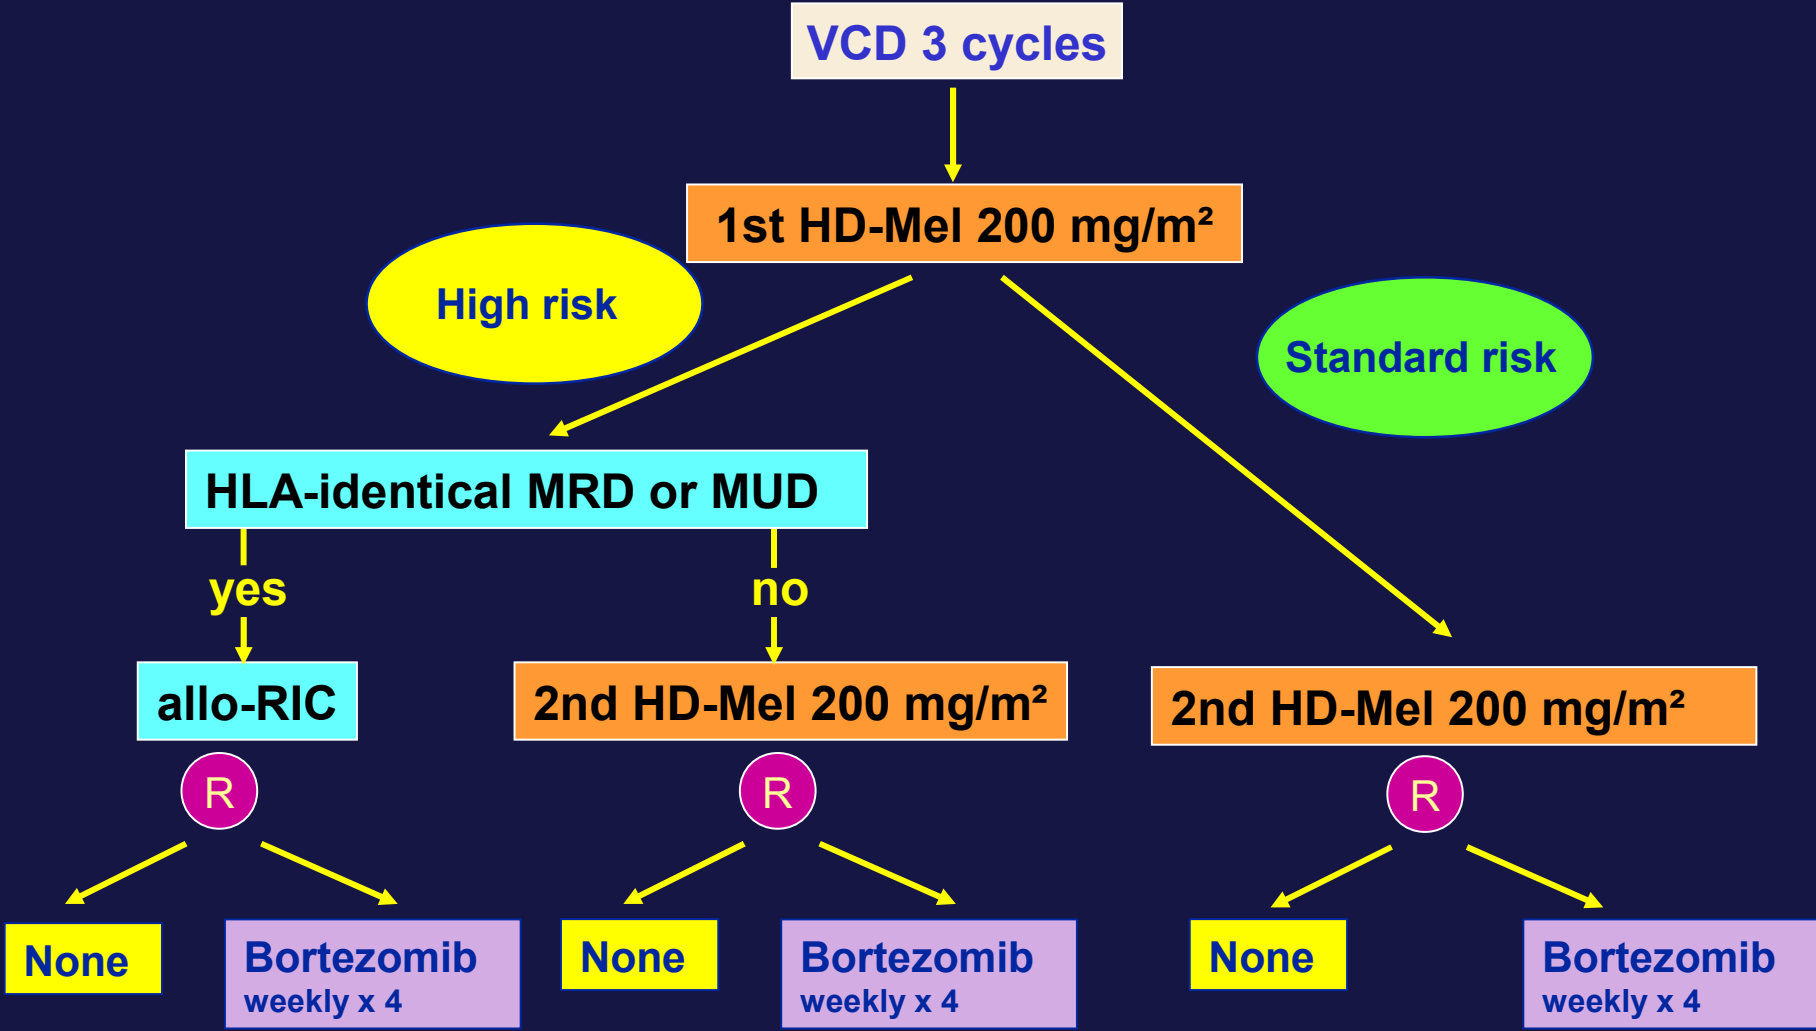 VCD 3 cycles
1st HD-Mel 200 mg/m²
High risk
Standard risk
HLA-identical MRD or MUD
yes
no
allo-RIC
2nd HD-Mel 200 mg/m²
2nd HD-Mel 200 mg/m²
R
R
R
None
Bortezomib
weekly x 4
None
Bortezomib
weekly x 4
None
Bortezomib
weekly x 4